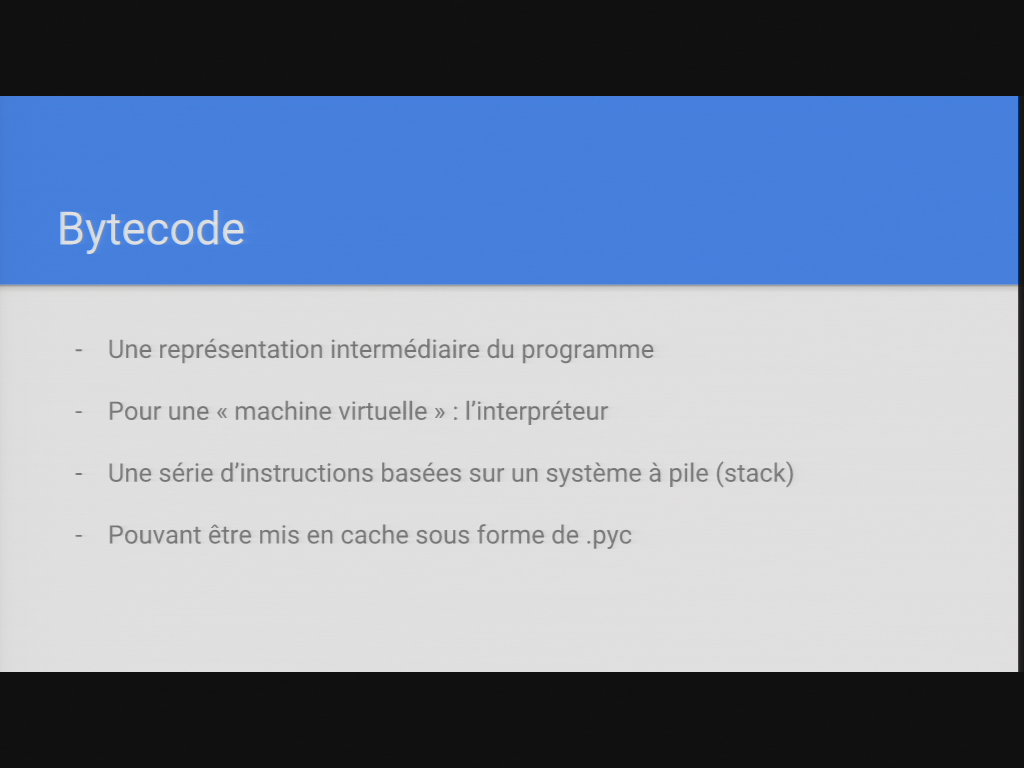 Bytecode
- Une représentation intermédiaire du programme
- Pour une « machine virtuelle » : l’interpréteur
- Une série d’instructions basées sur un système à pile (stack)
- Pouvant être mis en cache sous forme de .pyc